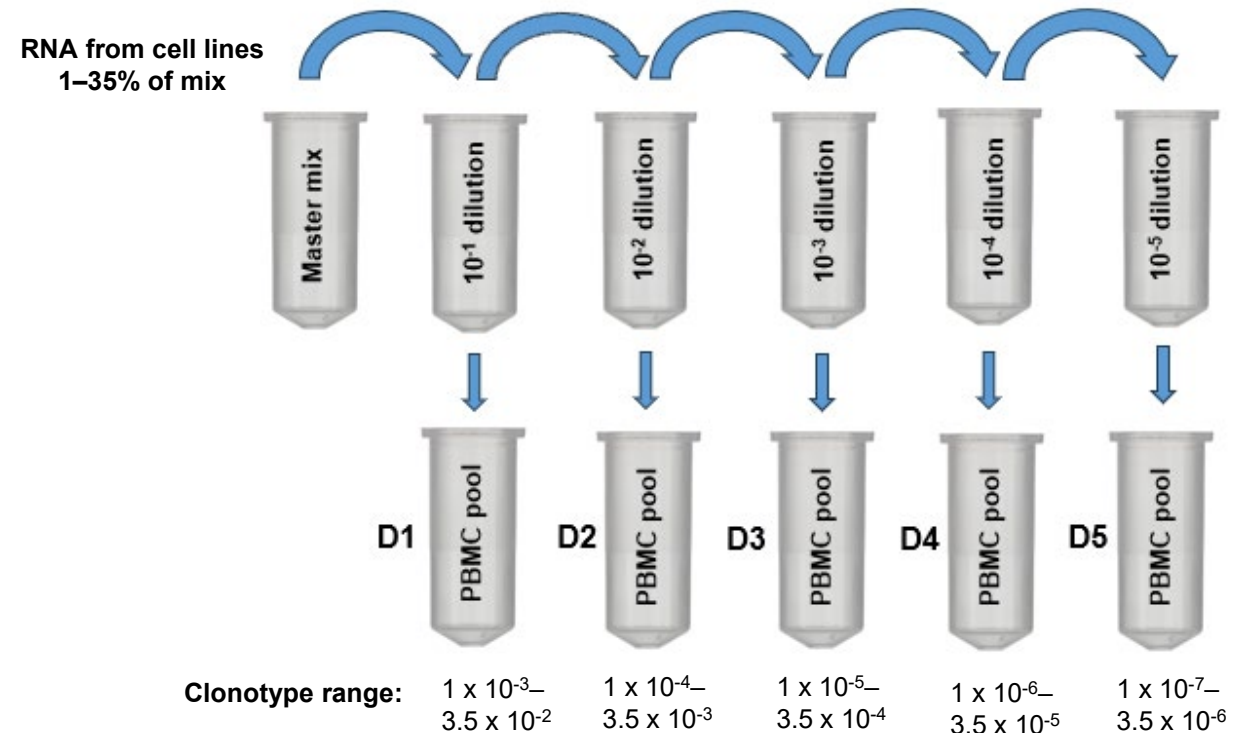 RNA from cell lines
1–35% of mix
Master mix
10⁻¹ dilution
10⁻² dilution
10⁻³ dilution
10⁻⁴ dilution
10⁻⁵ dilution
D1
PBMC pool
D2
PBMC pool
D3
PBMC pool
D4
PBMC pool
D5
PBMC pool
Clonotype range:
1 x 10⁻³–
3.5 x 10⁻²
1 x 10⁻⁴–
3.5 x 10⁻³
1 x 10⁻⁵–
3.5 x 10⁻⁴
1 x 10⁻⁶–
3.5 x 10⁻⁵
1 x 10⁻⁷–
3.5 x 10⁻⁶